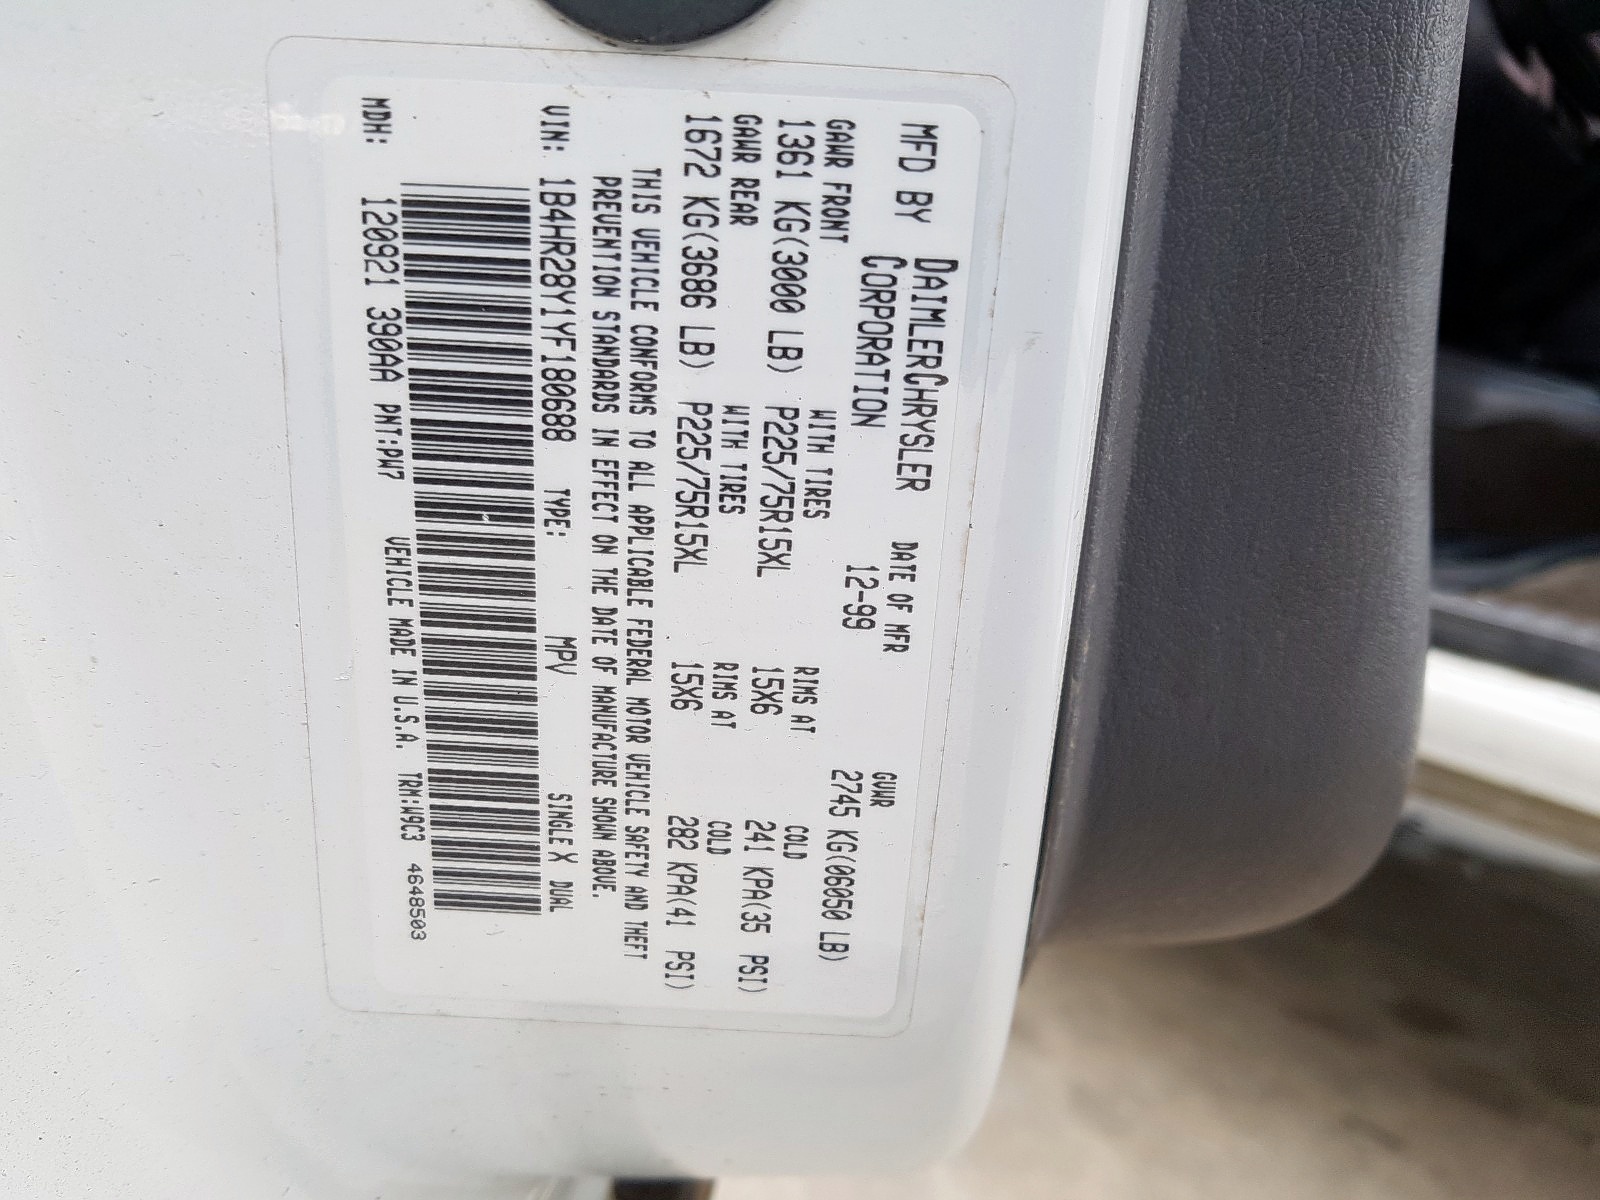 MFD BY DAIMLERCHRYSLER CORPORATION DATE OF MFR 12-99 GVWR 2745 KG(06050 LB)
GAWR FRONT WITH TIRES RIMS AT COLD
1361 KG(3000 LB) P225/75R15XL 15X6 241 KPA(35 PSI)
GAWR REAR WITH TIRES RIMS AT COLD
1672 KG(3686 LB) P225/75R15XL 15X6 282 KPA(41 PSI)
THIS VEHICLE CONFORMS TO ALL APPLICABLE FEDERAL MOTOR VEHICLE SAFETY AND THEFT
PREVENTION STANDARDS IN EFFECT ON THE DATE OF MANUFACTURE SHOWN ABOVE.
VIN: 1B4HR28Y1YF180688 TYPE: MPV SINGLE X DUAL
MDH: 120921 390AA PNT:PW7 VEHICLE MADE IN U.S.A. TRM:W9C3 4648503